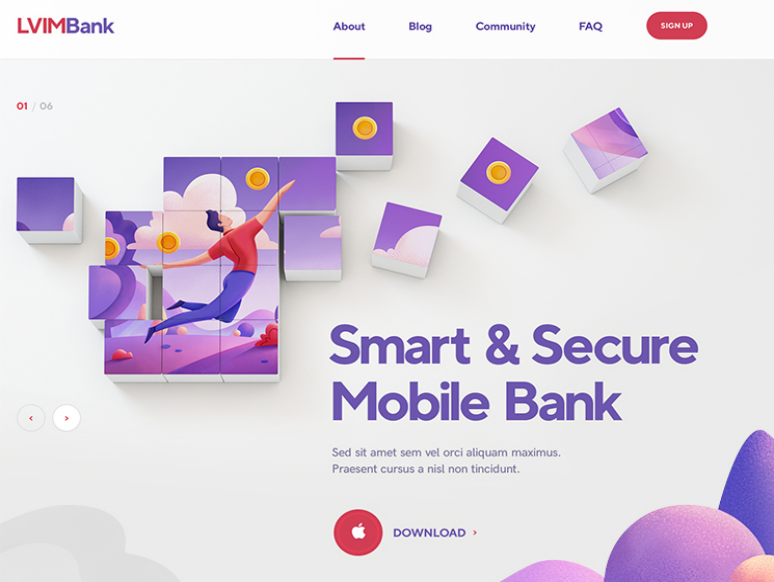 LVIMBank
About
Blog
Community
FAQ
SIGN UP
01 / 06
Smart & Secure
Mobile Bank
Sed sit amet sem vel orci aliquam maximus.
Praesent cursus a nisl non tincidunt.
DOWNLOAD